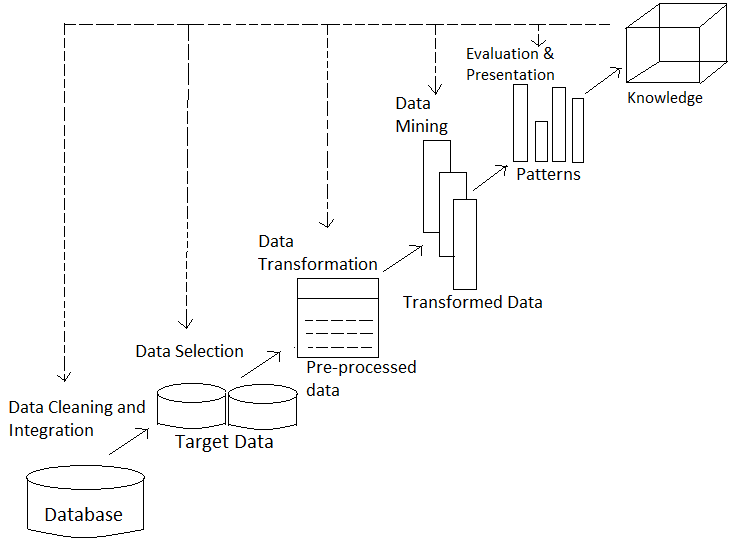 Evaluation &
Presentation
Knowledge
Data
Mining
Patterns
Data
Transformation
Transformed Data
Data Selection
Pre-processed
data
Data Cleaning and
Integration
Target Data
Database